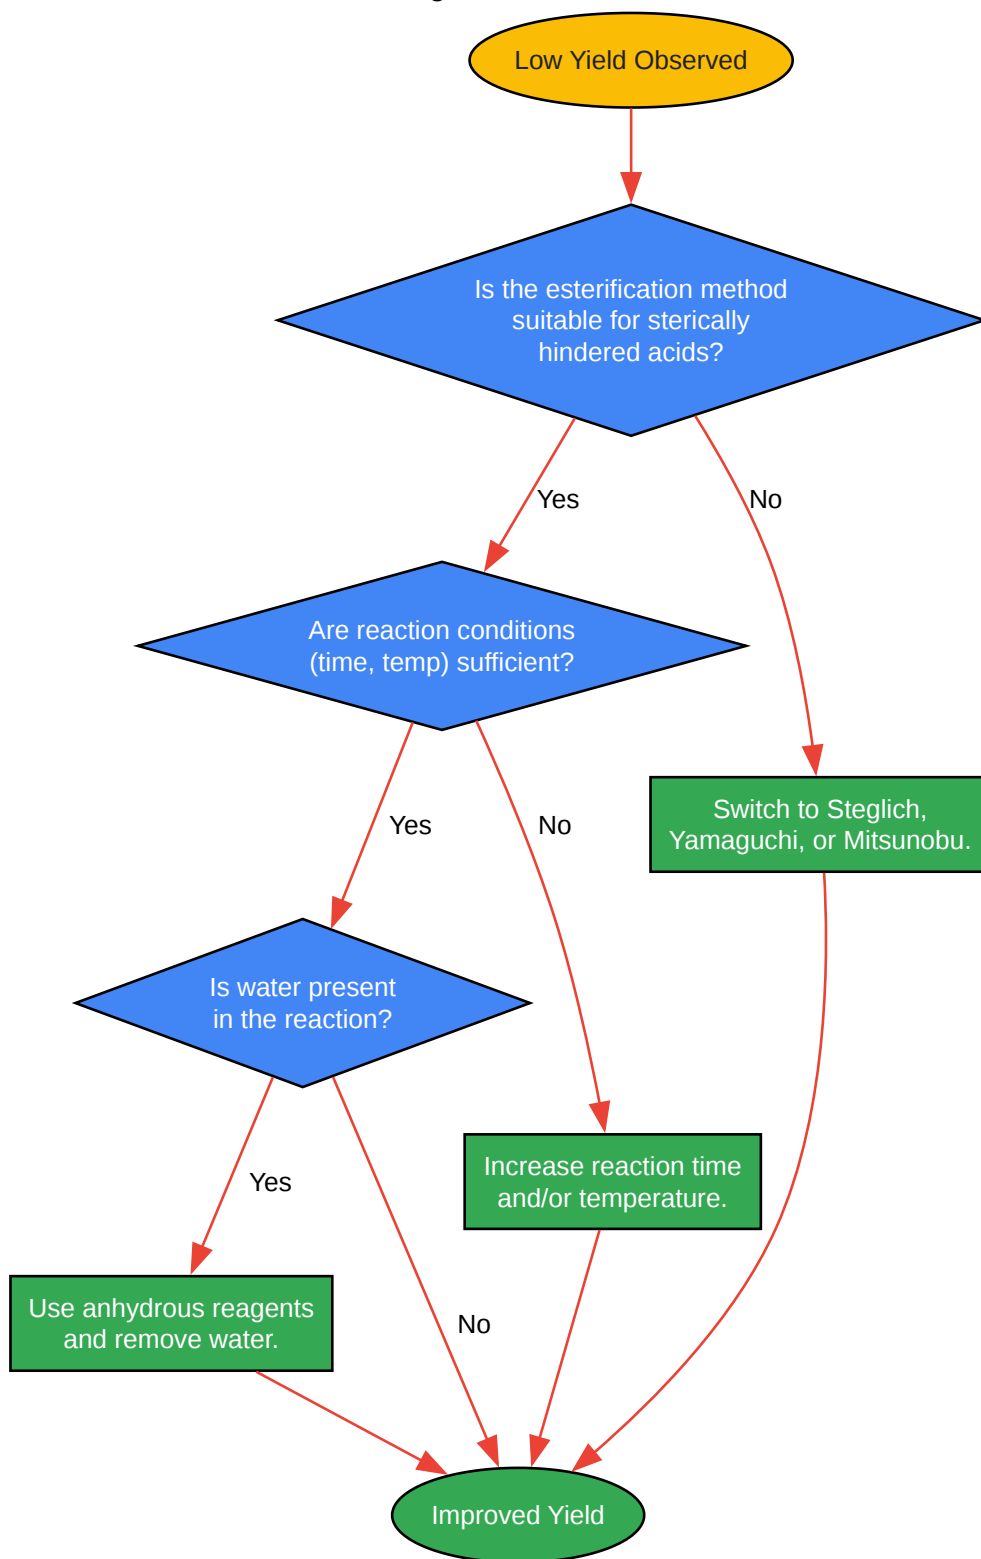 Low Yield Observed
Is the esterification method
suitable for sterically
hindered acids?
Yes
No
Are reaction conditions
(time, temp) sufficient?
Switch to Steglich,
Yamaguchi, or Mitsunobu.
Yes
No
Is water present
in the reaction?
Increase reaction time
and/or temperature.
Yes
Use anhydrous reagents
and remove water.
No
Improved Yield